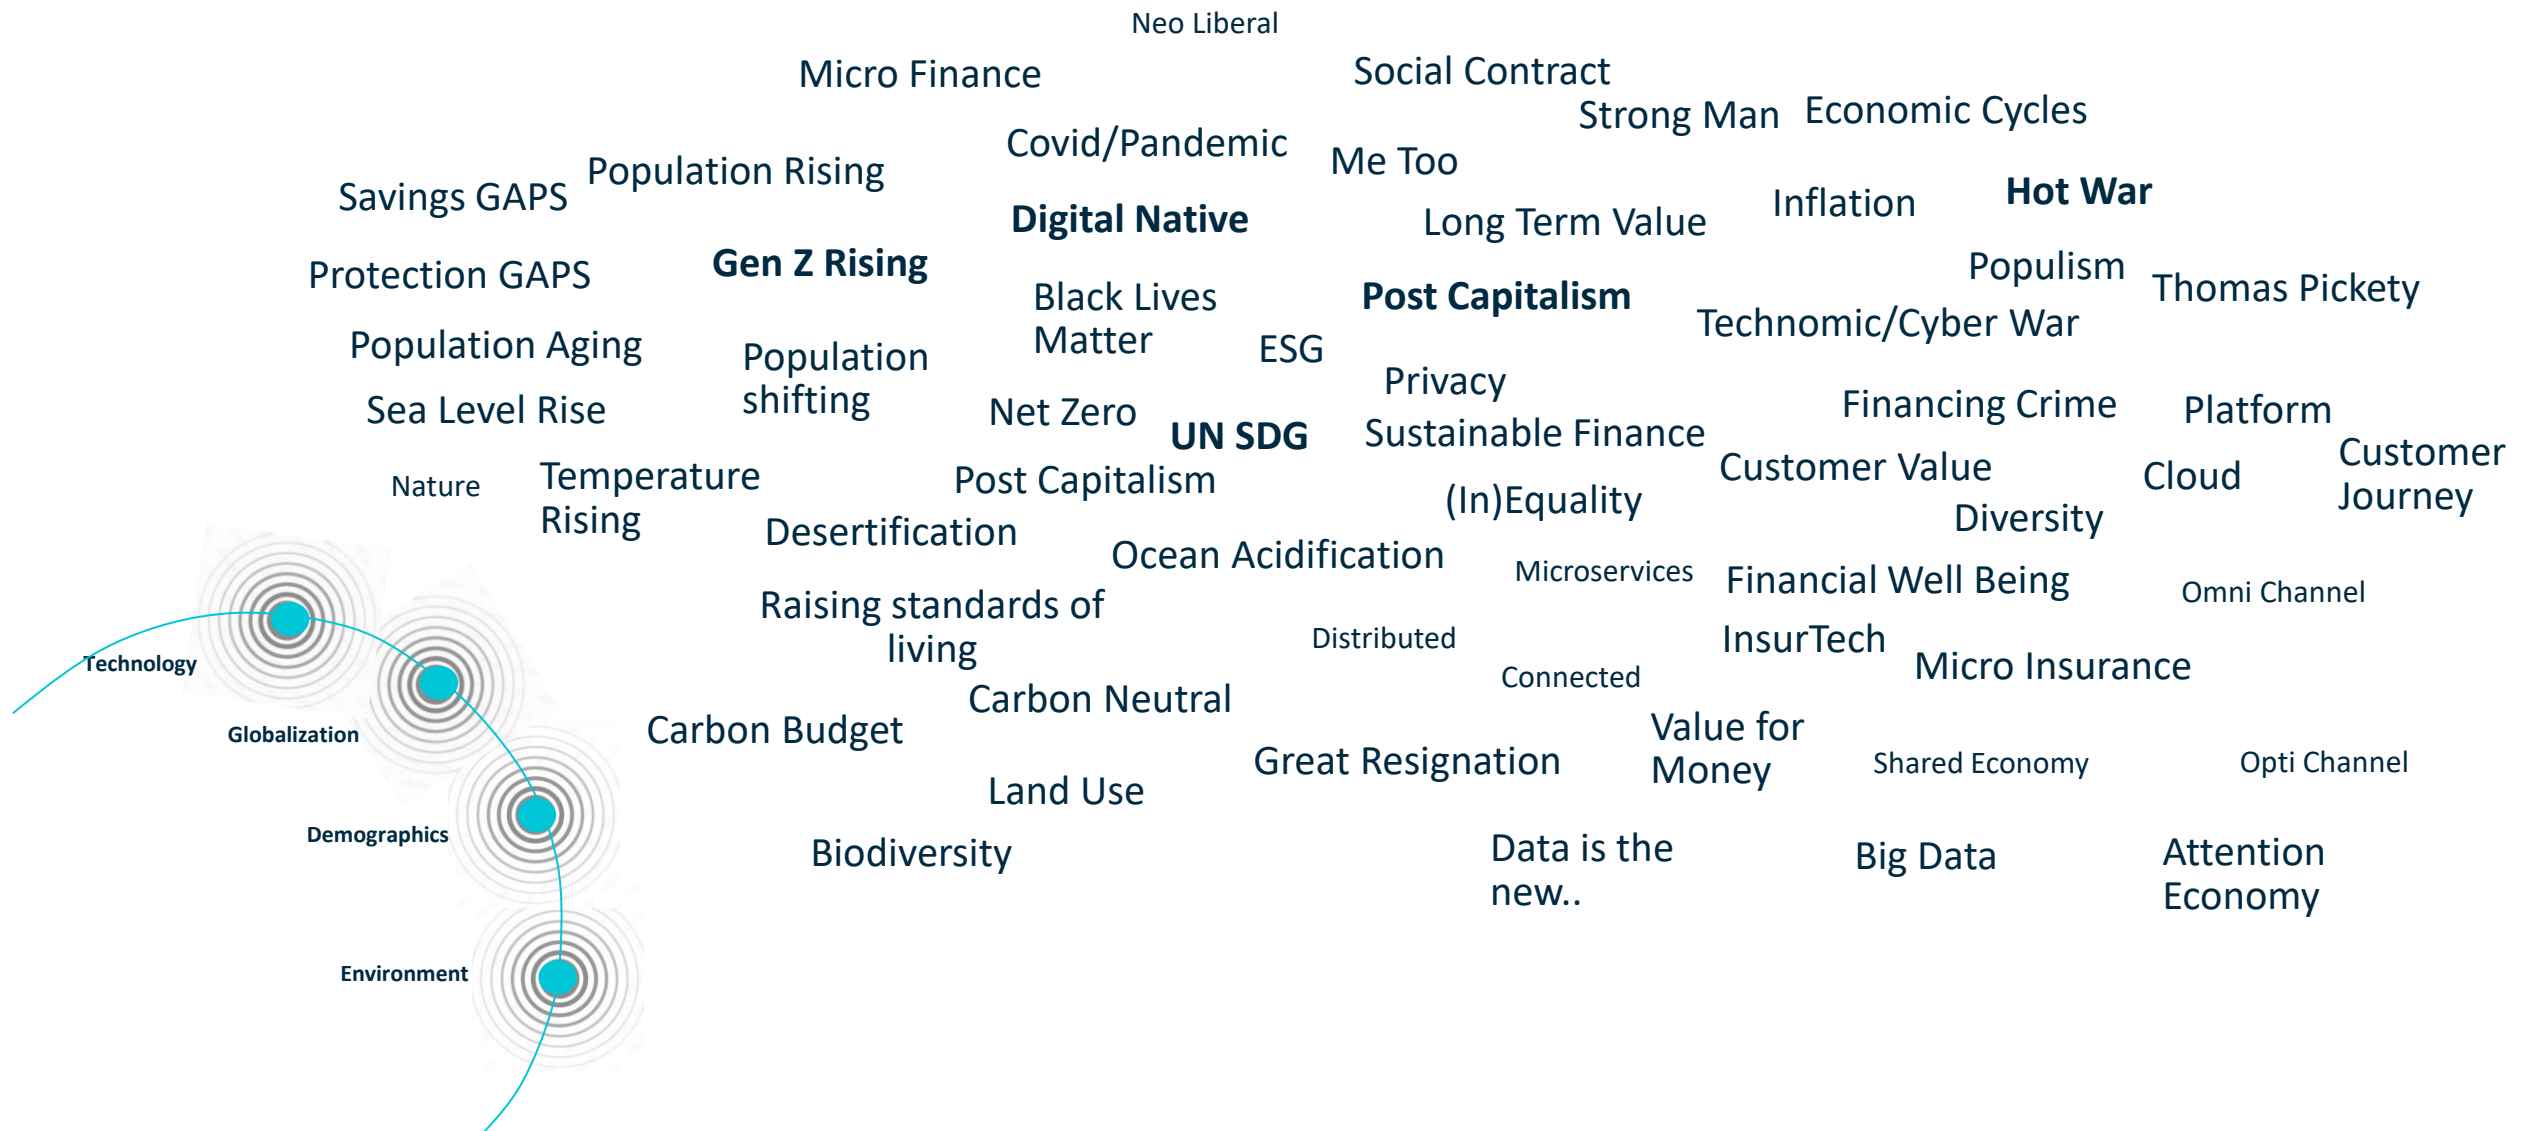 Neo Liberal
Micro Finance
Social Contract
Strong Man
Economic Cycles
Covid/Pandemic
Me Too
Population Rising
Savings GAPS
Digital Native
Long Term Value
Inflation
Hot War
Gen Z Rising
Protection GAPS
Black Lives
Matter
Post Capitalism
Populism
Thomas Pickety
Technomic/Cyber War
Population Aging
Population
shifting
ESG
Privacy
Sea Level Rise
Net Zero
UN SDG
Sustainable Finance
Financing Crime
Platform
Customer
Journey
Nature
Temperature
Rising
Post Capitalism
(In)Equality
Customer Value
Cloud
Diversity
Desertification
Ocean Acidification
Microservices
Financial Well Being
Omni Channel
Raising standards of
living
Distributed
Connected
InsurTech
Micro Insurance
Technology
Carbon Neutral
Carbon Budget
Globalization
Great Resignation
Value for
Money
Shared Economy
Opti Channel
Land Use
Demographics
Biodiversity
Data is the
new..
Big Data
Attention
Economy
Environment